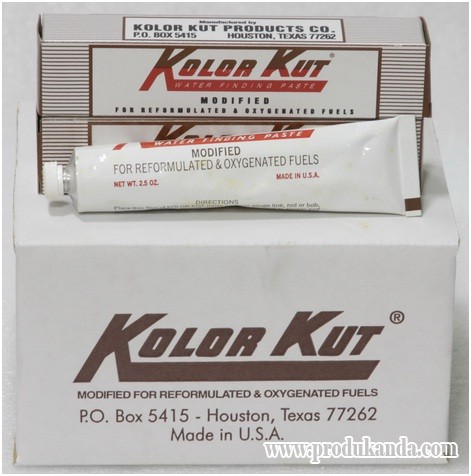 Manufactured by
KOLOR KUT PRODUCTS CO.
P.O. BOX 5415 HOUSTON, TEXAS 77262
KOLOR KUT
WATER FINDING PASTE
MODIFIED
FOR REFORMULATED & OXYGENATED FUELS
KOLOR KUT
WATER FINDING PASTE
MODIFIED
FOR REFORMULATED & OXYGENATED FUELS
NET WT. 2.5 OZ. MADE IN U.S.A.
DIRECTIONS
KOLOR KUT ®
MODIFIED FOR REFORMULATED & OXYGENATED FUELS
P.O. Box 5415 - Houston, Texas 77262
Made in U.S.A.
www.produkanda.com